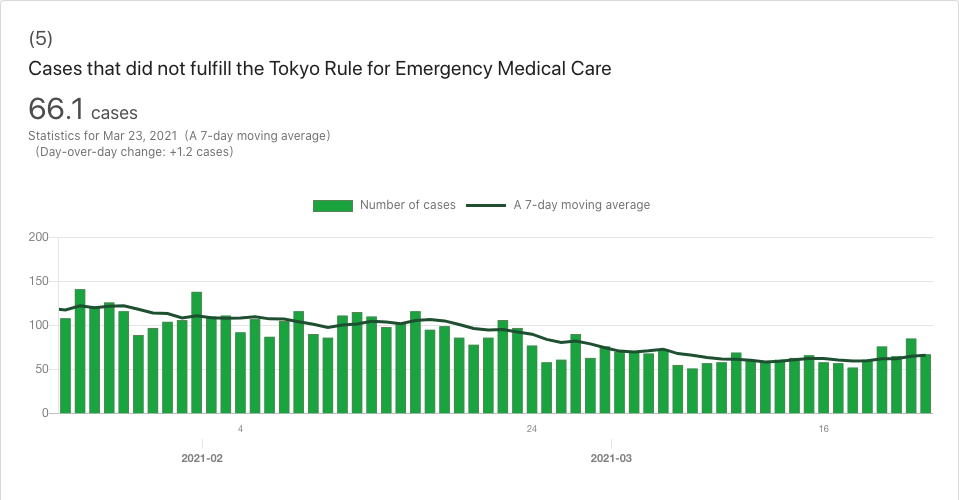 (5)
Cases that did not fulfill the Tokyo Rule for Emergency Medical Care
66.1 cases
Statistics for Mar 23, 2021 (A 7-day moving average)
(Day-over-day change: +1.2 cases)
Number of cases A 7-day moving average
200
150
100
50
0
4 24 16
2021-02 2021-03